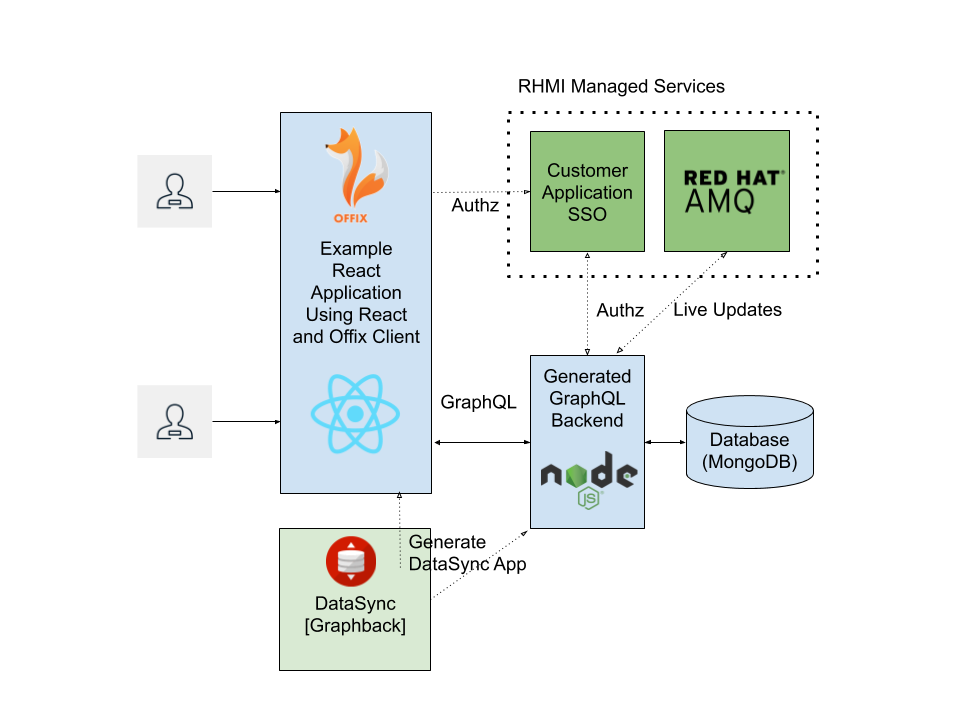 RHMI Managed Services
OFFIX
Example
React
Application
Using React
and Offix Client
Authz
Customer
Application
SSO
RED HAT®
AMQ
Authz
Live Updates
GraphQL
Generated
GraphQL
Backend
node
JS®
Database
(MongoDB)
Generate
DataSync App
DataSync
[Graphback]